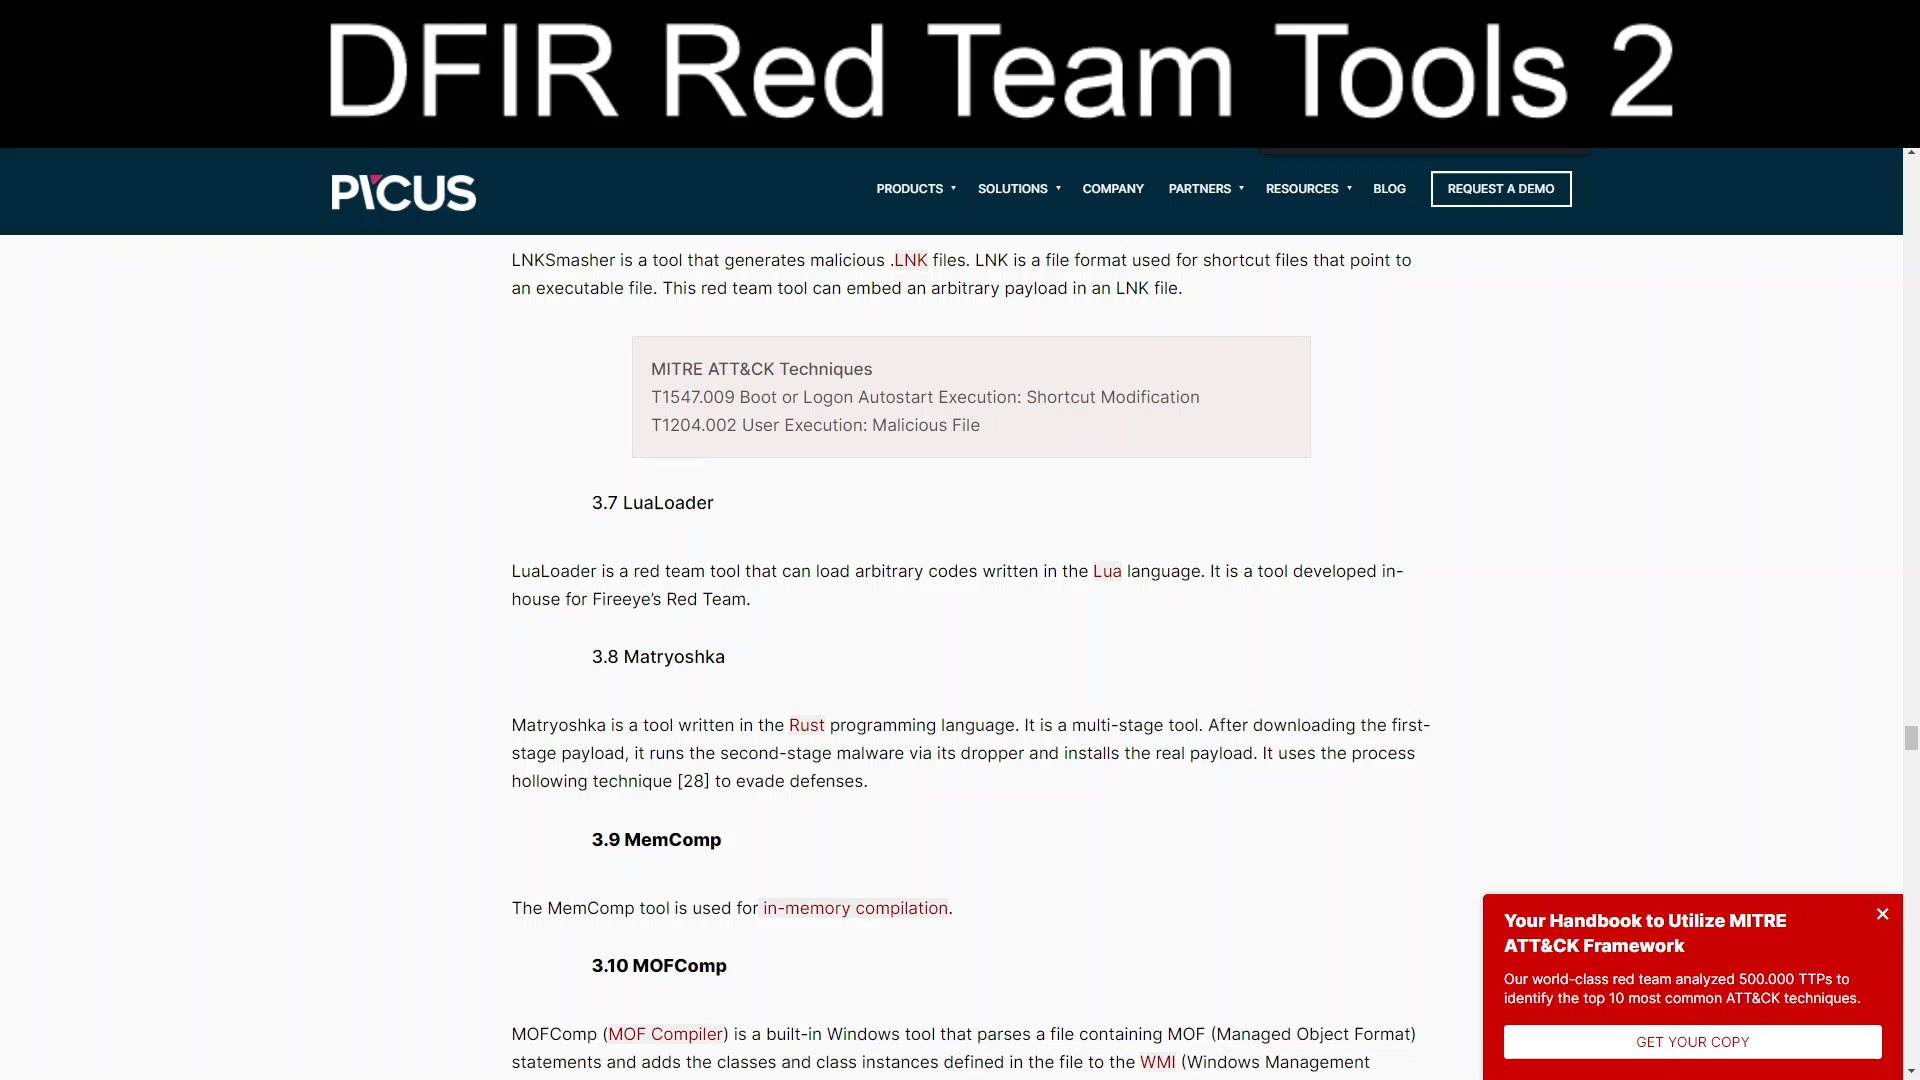 DFIR Red Team Tools 2
PICUS
PRODUCTS SOLUTIONS COMPANY PARTNERS RESOURCES BLOG REQUEST A DEMO
LNKSmasher is a tool that generates malicious .LNK files. LNK is a file format used for shortcut files that point to
an executable file. This red team tool can embed an arbitrary payload in an LNK file.
MITRE ATT&CK Techniques
T1547.009 Boot or Logon Autostart Execution: Shortcut Modification
T1204.002 User Execution: Malicious File
3.7 LuaLoader
LuaLoader is a red team tool that can load arbitrary codes written in the Lua language. It is a tool developed in-
house for Fireeye’s Red Team.
3.8 Matryoshka
Matryoshka is a tool written in the Rust programming language. It is a multi-stage tool. After downloading the first-
stage payload, it runs the second-stage malware via its dropper and installs the real payload. It uses the process
hollowing technique [28] to evade defenses.
3.9 MemComp
The MemComp tool is used for in-memory compilation.
3.10 MOFComp
MOFComp (MOF Compiler) is a built-in Windows tool that parses a file containing MOF (Managed Object Format)
statements and adds the classes and class instances defined in the file to the WMI (Windows Management
Your Handbook to Utilize MITRE
ATT&CK Framework
Our world-class red team analyzed 500.000 TTPs to
identify the top 10 most common ATT&CK techniques.
GET YOUR COPY